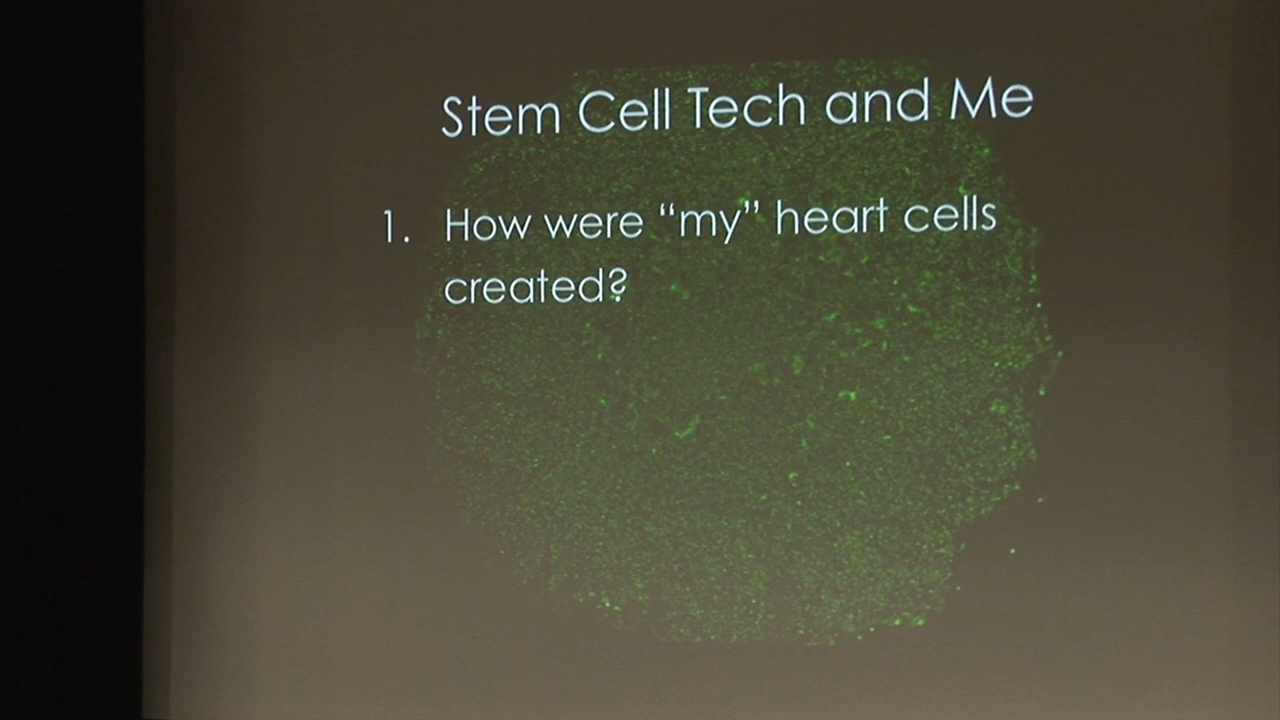 Stem Cell Tech and Me
1. How were “my” heart cells
created?